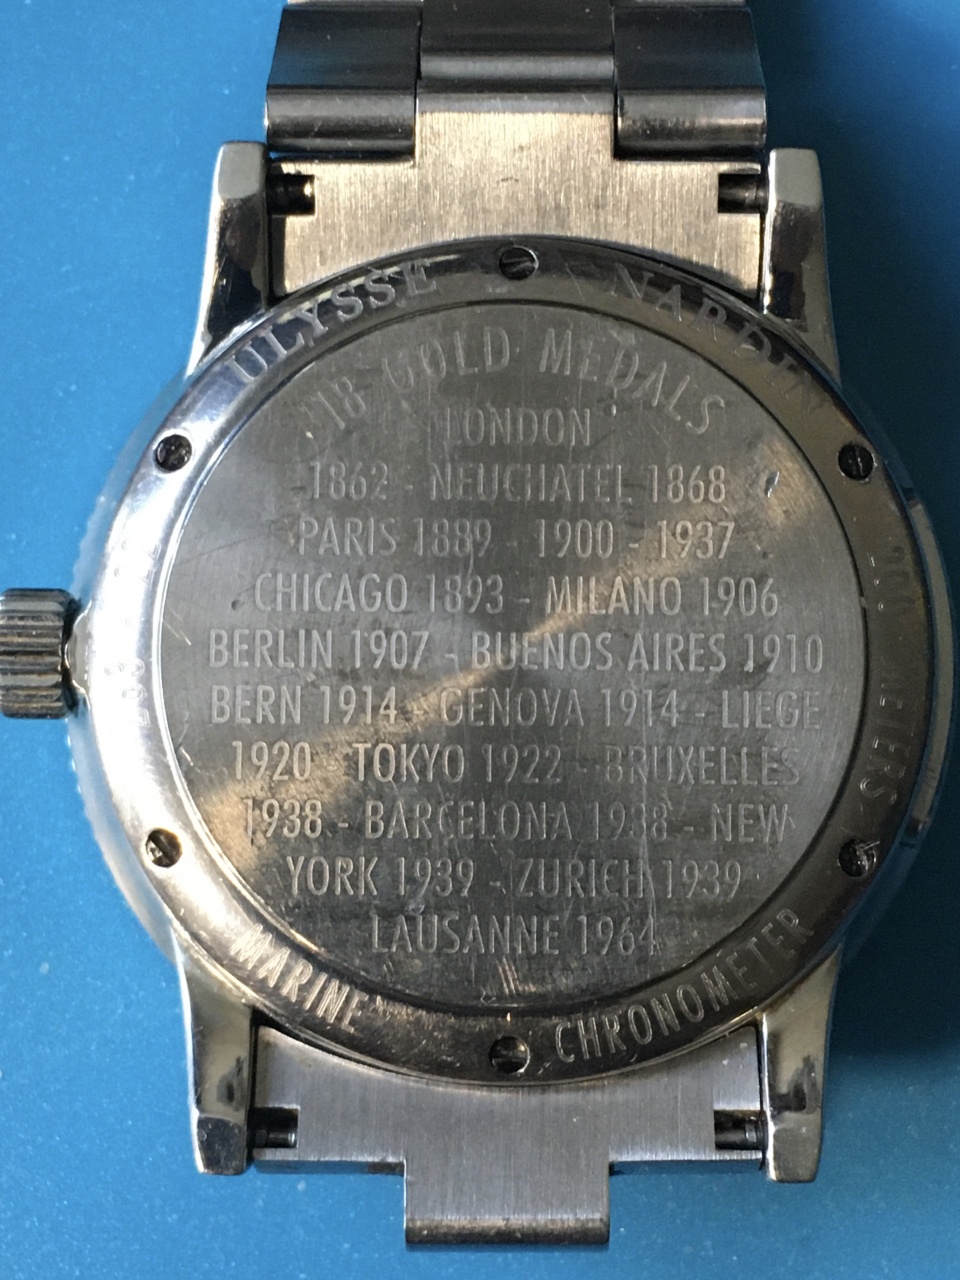 ULYSSE NARDIN
18 GOLD MEDALS
LONDON
1862 - NEUCHATEL 1868
PARIS 1889 - 1900 - 1937
CHICAGO 1893 - MILANO 1906
BERLIN 1907 - BUENOS AIRES 1910
BERN 1914 - GENOVA 1914 - LIEGE
1920 - TOKYO 1922 - BRUXELLES
1938 - BARCELONA 1938 - NEW
YORK 1939 - ZURICH 1939
LAUSANNE 1964
MARINE CHRONOMETER
200 METERS